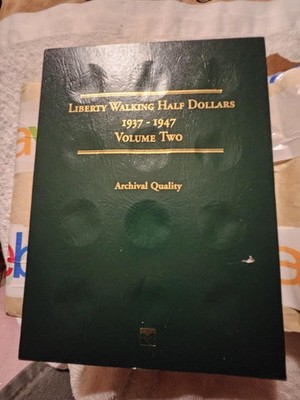 Liberty Walking Half Dollars
1937 - 1947
Volume Two
Archival Quality